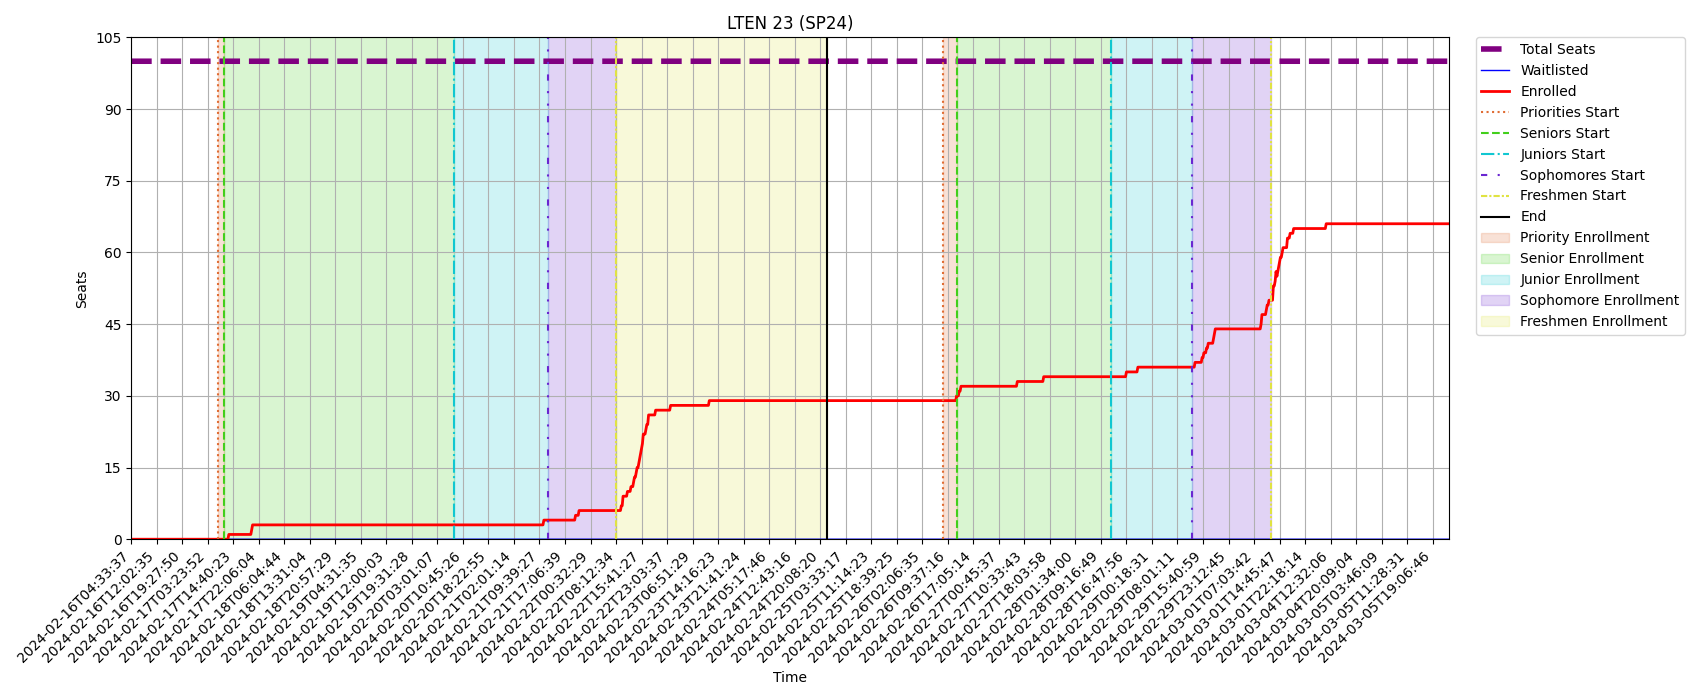 LTEN 23 (SP24)
105
90
75
60
45
30
15
0
Seats
2024-02-16T04:33:37
2024-02-16T12:02:35
2024-02-16T19:27:50
2024-02-17T03:23:52
2024-02-17T14:40:23
2024-02-17T22:06:04
2024-02-18T06:04:44
2024-02-18T13:31:04
2024-02-18T20:57:29
2024-02-19T04:31:35
2024-02-19T12:00:03
2024-02-19T19:31:28
2024-02-20T03:01:07
2024-02-20T10:45:26
2024-02-20T18:22:55
2024-02-21T02:01:14
2024-02-21T09:39:27
2024-02-21T17:06:39
2024-02-22T00:32:29
2024-02-22T08:12:34
2024-02-22T15:41:27
2024-02-22T23:03:37
2024-02-23T06:51:29
2024-02-23T14:16:23
2024-02-23T21:41:24
2024-02-24T05:17:46
2024-02-24T12:43:16
2024-02-24T20:08:20
2024-02-25T03:33:17
2024-02-25T11:14:23
2024-02-25T18:39:25
2024-02-26T02:06:35
2024-02-26T09:37:16
2024-02-26T17:05:14
2024-02-27T00:45:37
2024-02-27T10:33:43
2024-02-27T18:03:58
2024-02-28T01:34:00
2024-02-28T09:16:49
2024-02-28T16:47:56
2024-02-29T00:18:31
2024-02-29T08:01:11
2024-02-29T15:40:59
2024-02-29T23:12:45
2024-03-01T07:03:42
2024-03-01T14:45:47
2024-03-01T22:18:14
2024-03-04T12:32:06
2024-03-04T20:09:04
2024-03-05T03:46:09
2024-03-05T11:28:31
2024-03-05T19:06:46
Time
Total Seats
Waitlisted
Enrolled
Priorities Start
Seniors Start
Juniors Start
Sophomores Start
Freshmen Start
End
Priority Enrollment
Senior Enrollment
Junior Enrollment
Sophomore Enrollment
Freshmen Enrollment